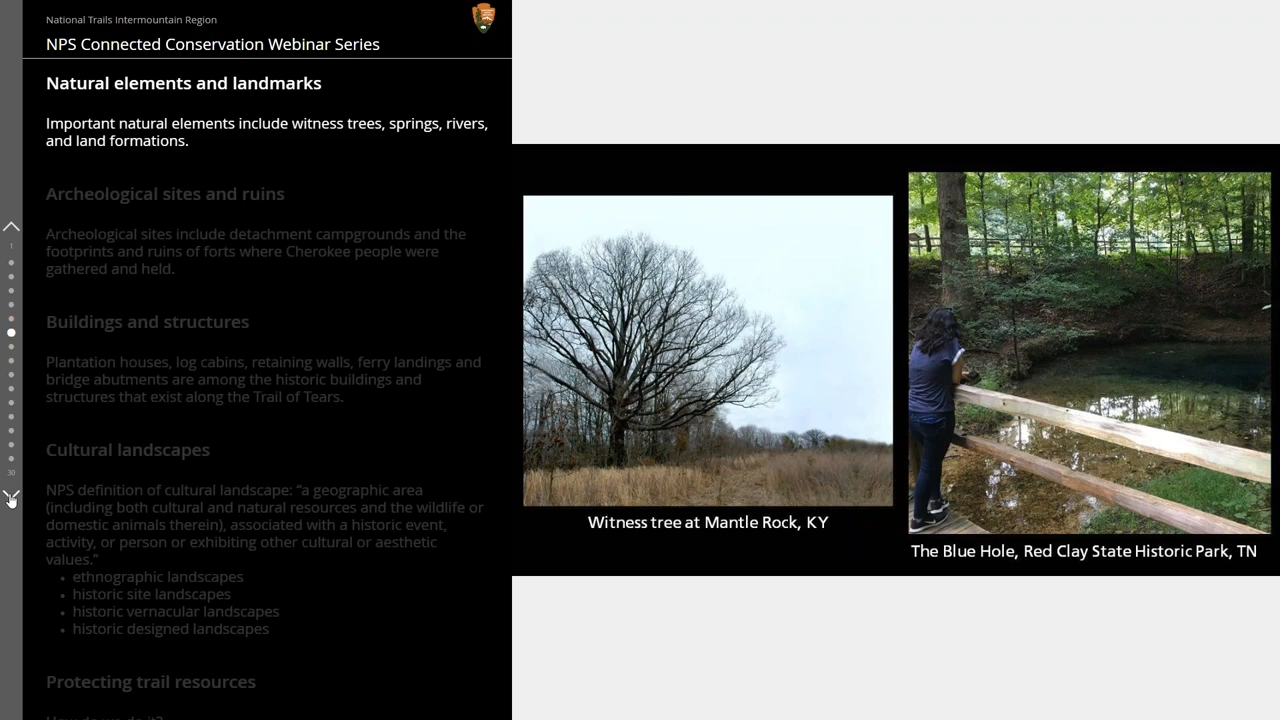 National Trails Intermountain Region
NPS Connected Conservation Webinar Series
Natural elements and landmarks
Important natural elements include witness trees, springs, rivers,
and land formations.
Archeological sites and ruins
Archeological sites include detachment campgrounds and the
footprints and ruins of forts where Cherokee people were
gathered and held.
Buildings and structures
Plantation houses, log cabins, retaining walls, ferry landings and
bridge abutments are among the historic buildings and
structures that exist along the Trail of Tears.
Cultural landscapes
NPS definition of cultural landscape: “a geographic area
(including both cultural and natural resources and the wildlife or
domestic animals therein), associated with a historic event,
activity, or person or exhibiting other cultural or aesthetic
values.”
• ethnographic landscapes
• historic site landscapes
• historic vernacular landscapes
• historic designed landscapes
Protecting trail resources
How do we do it?
1
30
Witness tree at Mantle Rock, KY
The Blue Hole, Red Clay State Historic Park, TN